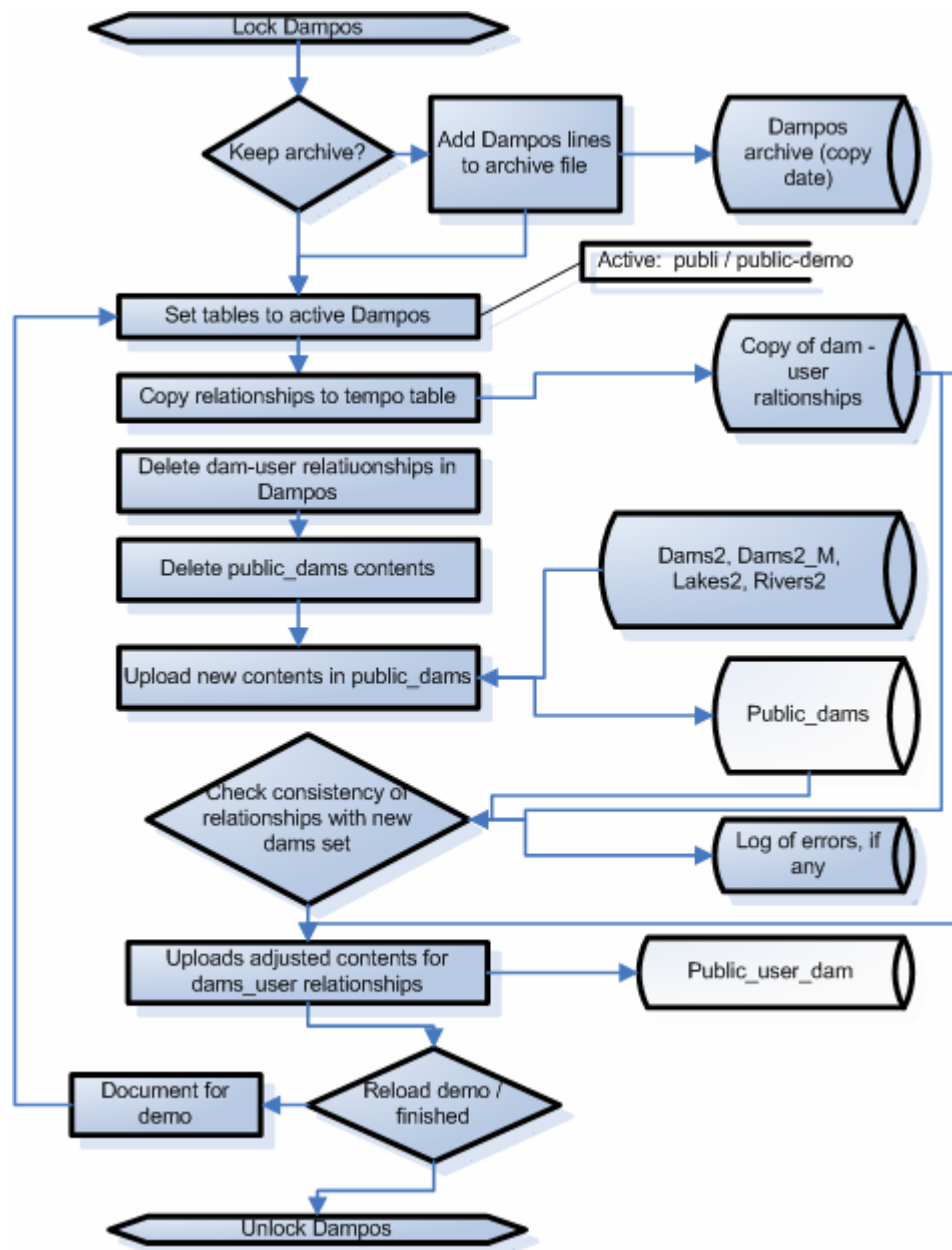 Lock Dampos
Keep archive?
Add Dampos lines
to archive file
Dampos
archive (copy
date)
Active:  publi / public-demo
Set tables to active Dampos
Copy relationships to tempo table
Copy of dam -
user raltionships
Delete dam-user relatiuonships in
Dampos
Delete public_dams contents
Dams2, Dams2_M,
Lakes2, Rivers2
Upload new contents in public_dams
Public_dams
Check consistency of
relationships with new
dams set
Log of errors, if
any
Uploads adjusted contents for
dams_user relationships
Public_user_dam
Document for
demo
Reload demo /
finished
Unlock Dampos